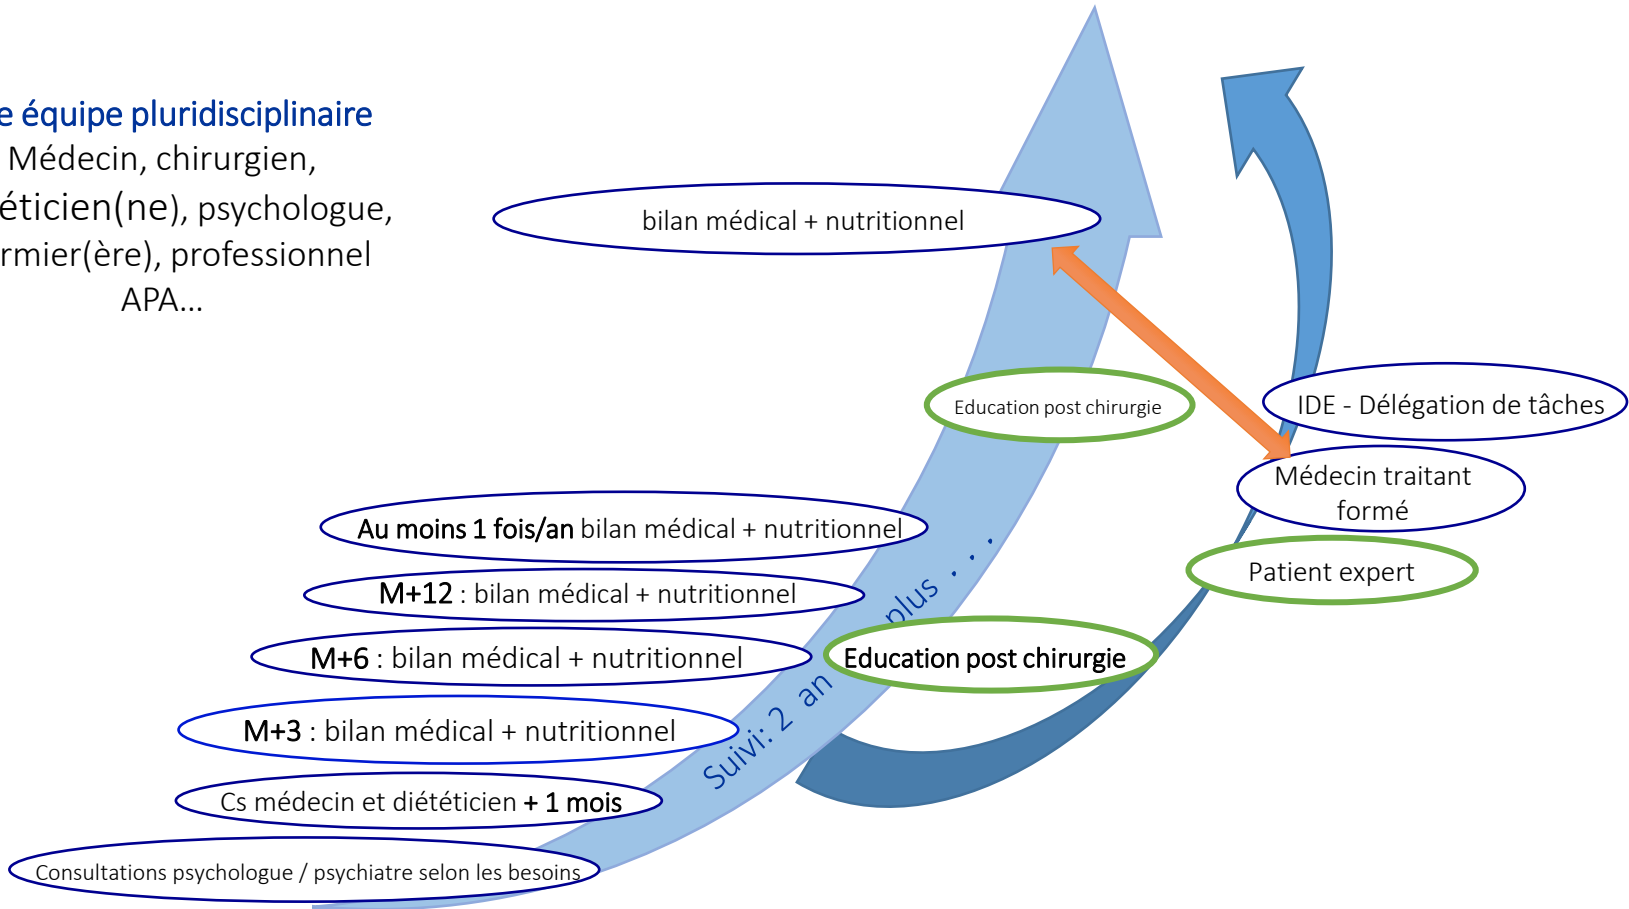 e équipe pluridisciplinaire
Médecin, chirurgien,
éticien(ne), psychologue,
rmier(ère), professionnel
APA...
bilan médical + nutritionnel
Education post chirurgie
IDE - Délégation de tâches
Médecin traitant
formé
Patient expert
Au moins 1 fois/an bilan médical + nutritionnel
M+12 : bilan médical + nutritionnel
M+6 : bilan médical + nutritionnel
Education post chirurgie
M+3 : bilan médical + nutritionnel
Suivi: 2 an plus . . .
Cs médecin et diététicien + 1 mois
Consultations psychologue / psychiatre selon les besoins